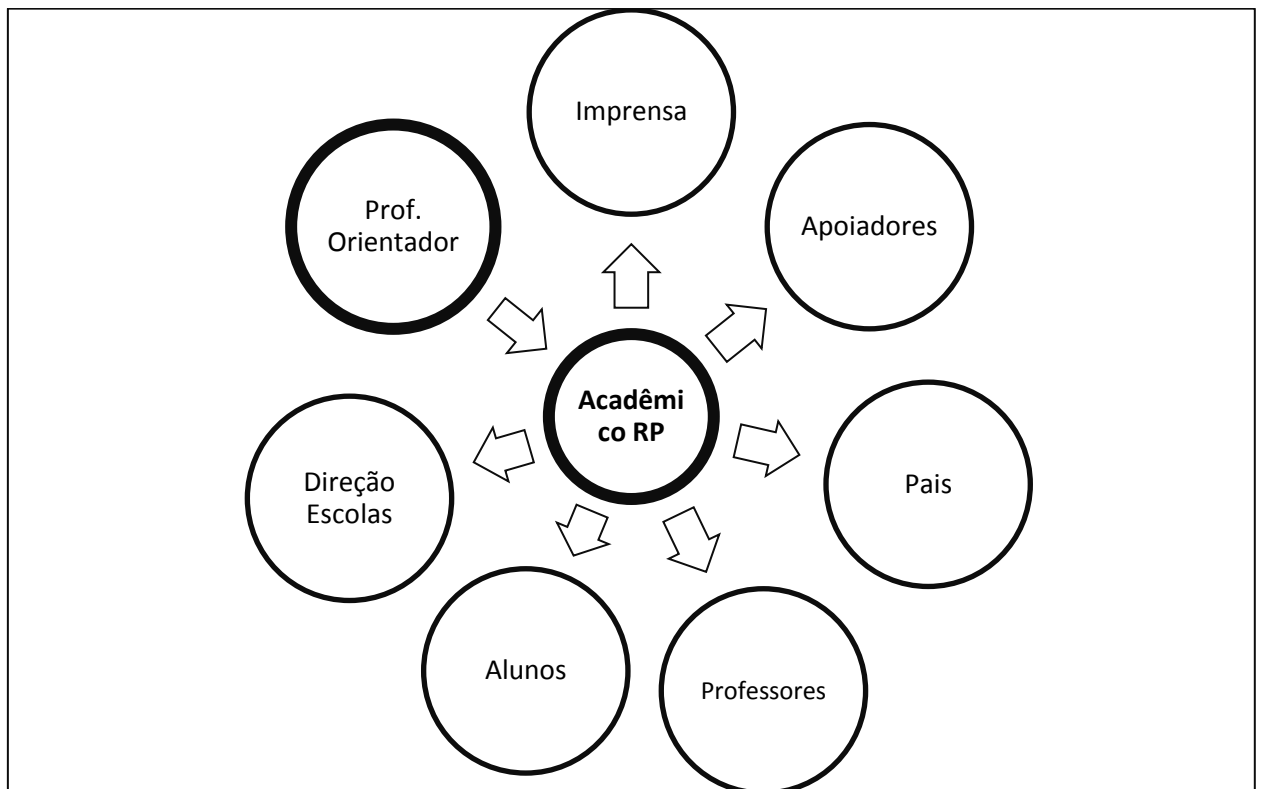 Imprensa
Prof.
Orientador
Apoiadores
Acadêmi
co RP
Direção
Escolas
Pais
Alunos
Professores